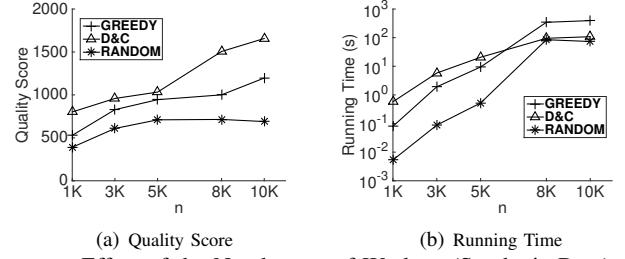 2000
1500
1000
500
0
Quality Score
GREEDY
D&C
RANDOM
1K 3K 5K 8K 10K
n
(a) Quality Score
10^3
10^2
10^1
10^0
10^-1
10^-2
10^-3
Running Time (s)
GREEDY
D&C
RANDOM
1K 3K 5K 8K 10K
n
(b) Running Time